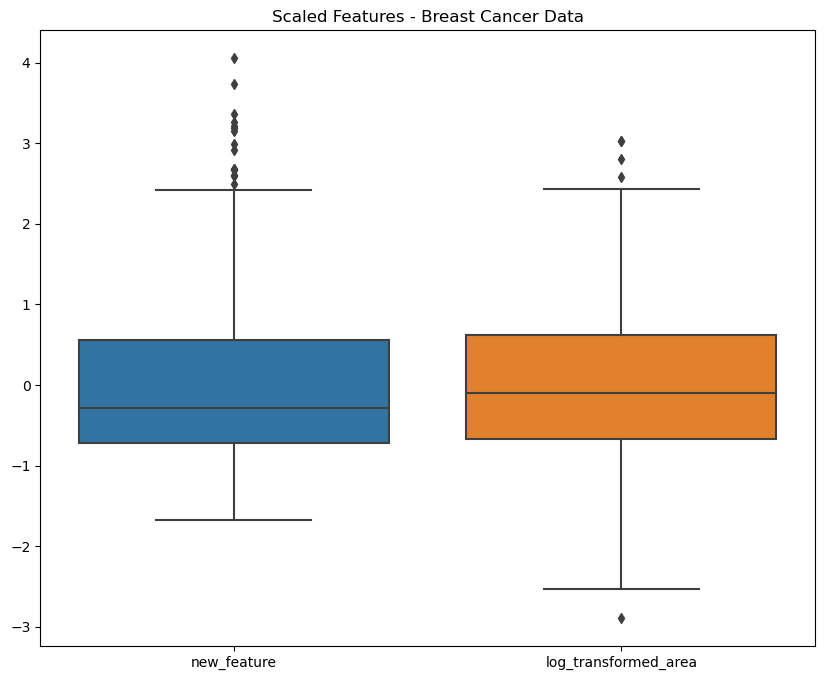 Scaled Features - Breast Cancer Data
4
3
2
1
0
−1
−2
−3
new_feature
log_transformed_area